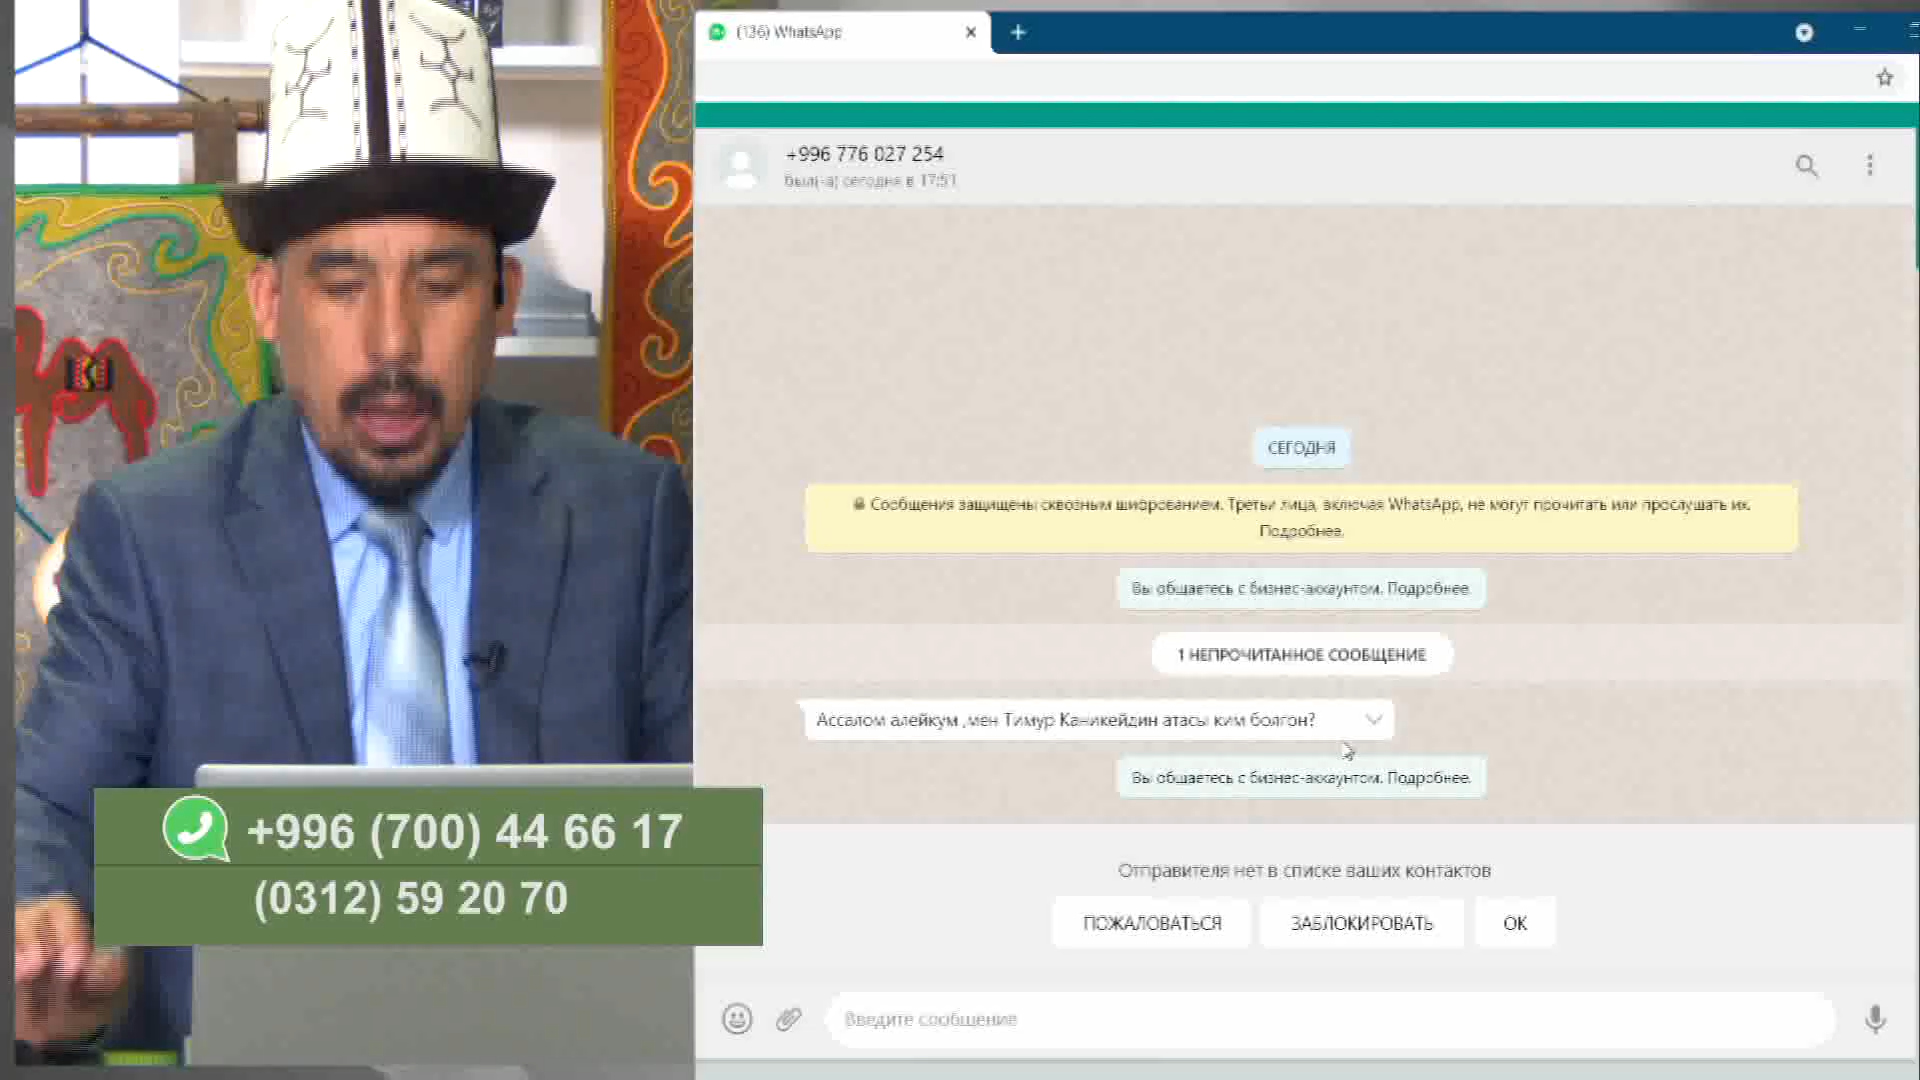 (136) WhatsApp
+996 776 027 254
был(-а) сегодня в 17:51
СЕГОДНЯ
Сообщения защищены сквозным шифрованием. Третьи лица, включая WhatsApp, не могут прочитать или прослушать их.
Подробнее.
Вы общаетесь с бизнес-аккаунтом. Подробнее.
1 НЕПРОЧИТАННОЕ СООБЩЕНИЕ
Ассалом алейкум ,мен Тимур Каникейдин атасы ким болгон?
Вы общаетесь с бизнес-аккаунтом. Подробнее.
Отправителя нет в списке ваших контактов
ПОЖАЛОВАТЬСЯ ЗАБЛОКИРОВАТЬ ОК
Введите сообщение
+996 (700) 44 66 17
(0312) 59 20 70